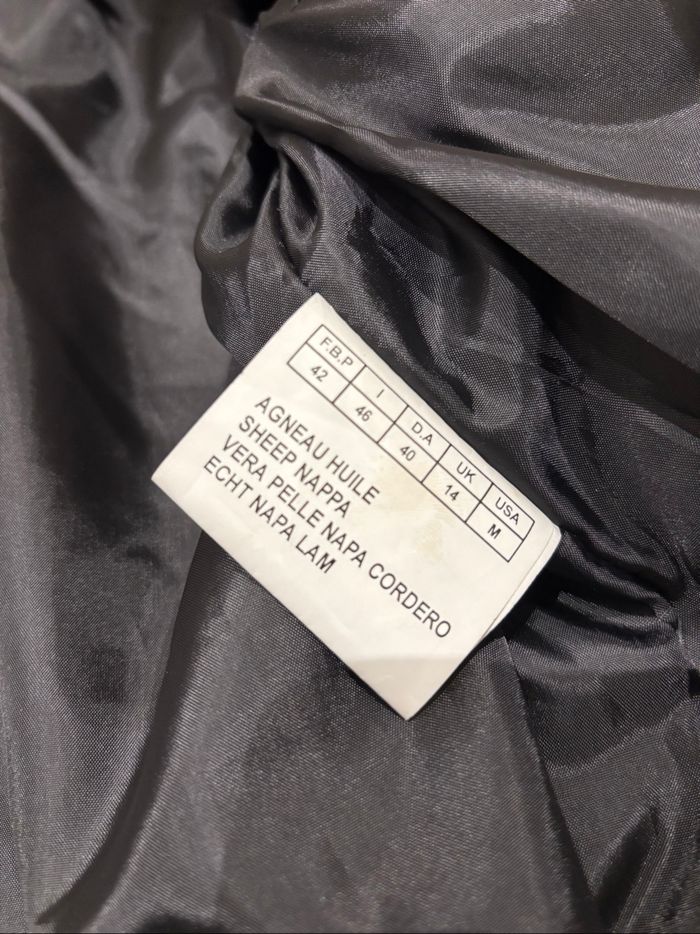 F.B.P I D.A UK USA
42 46 40 14 M
AGNEAU HUILE
SHEEP NAPPA
VERA PELLE NAPA CORDERO
ECHT NAPA LAM